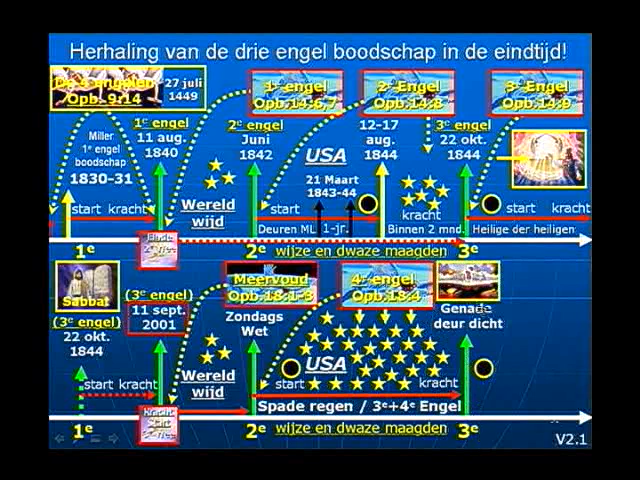 Herhaling van de drie engel boodschap in de eindtijd!
De 4 engelen
Opb. 9:14
27 juli
1449
1e engel
Opb.14:6,7
2e Engel
Opb.14:8
3e Engel
Opb.14:9
1e engel
11 aug.
1840
2e engel
Juni
1842
12-17
aug.
1844
3e engel
22 okt.
1844
Miller
1e engel
boodschap
1830-31
USA
21 Maart
1843-44
start kracht
Wereld
wijd
start
kracht
start kracht
Deuren ML
1-jr.
Binnen 2 mnd.
Heilige der heiligen
1e
2e
wijze en dwaze maagden
3e
Sabbat
(3e engel)
22 okt.
1844
(3e engel)
11 sept.
2001
Meervoud
Opb.18:1-3
Zondags
Wet
4e engel
Opb.18:4
Genade
deur dicht
start kracht
Wereld
wijd
USA
start
kracht
Spade regen / 3e+4e Engel
1e
2e
wijze en dwaze maagden
3e
V2.1